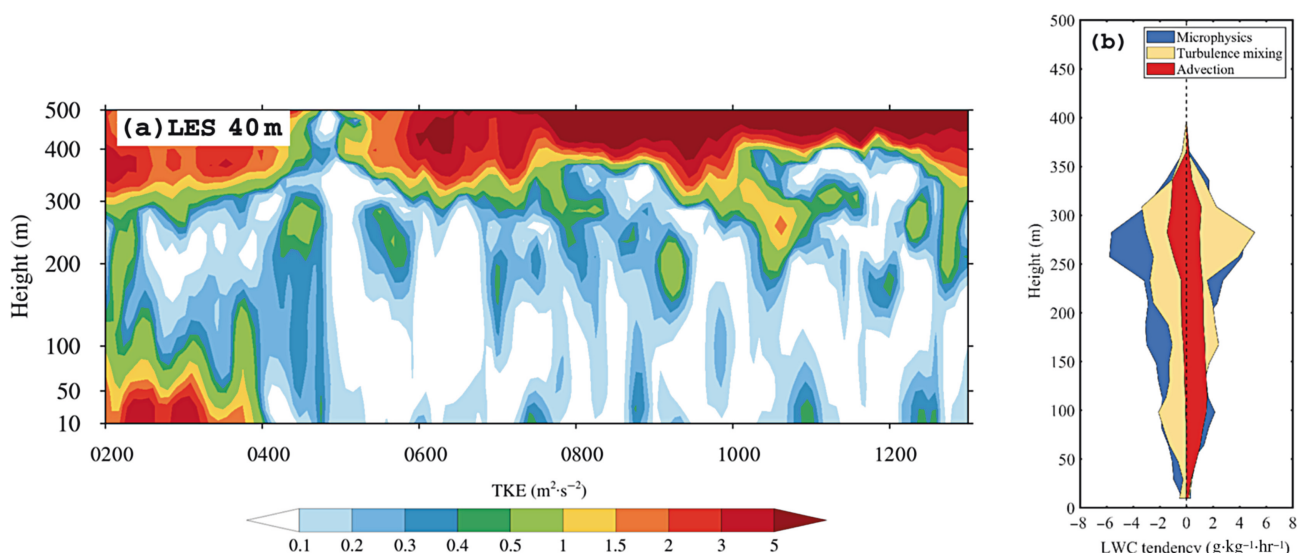 (a)LES 40m
Height (m)
500
400
300
200
100
50
10
0200 0400 0600 0800 1000 1200
TKE (m²·s⁻²)
0.1 0.2 0.3 0.4 0.5 1 1.5 2 3 5
(b)
Microphysics
Turbulence mixing
Advection
Height (m)
500
450
400
350
300
250
200
150
100
50
0
−8 −6 −4 −2 0 2 4 6 8
LWC tendency (g·kg⁻¹·hr⁻¹)